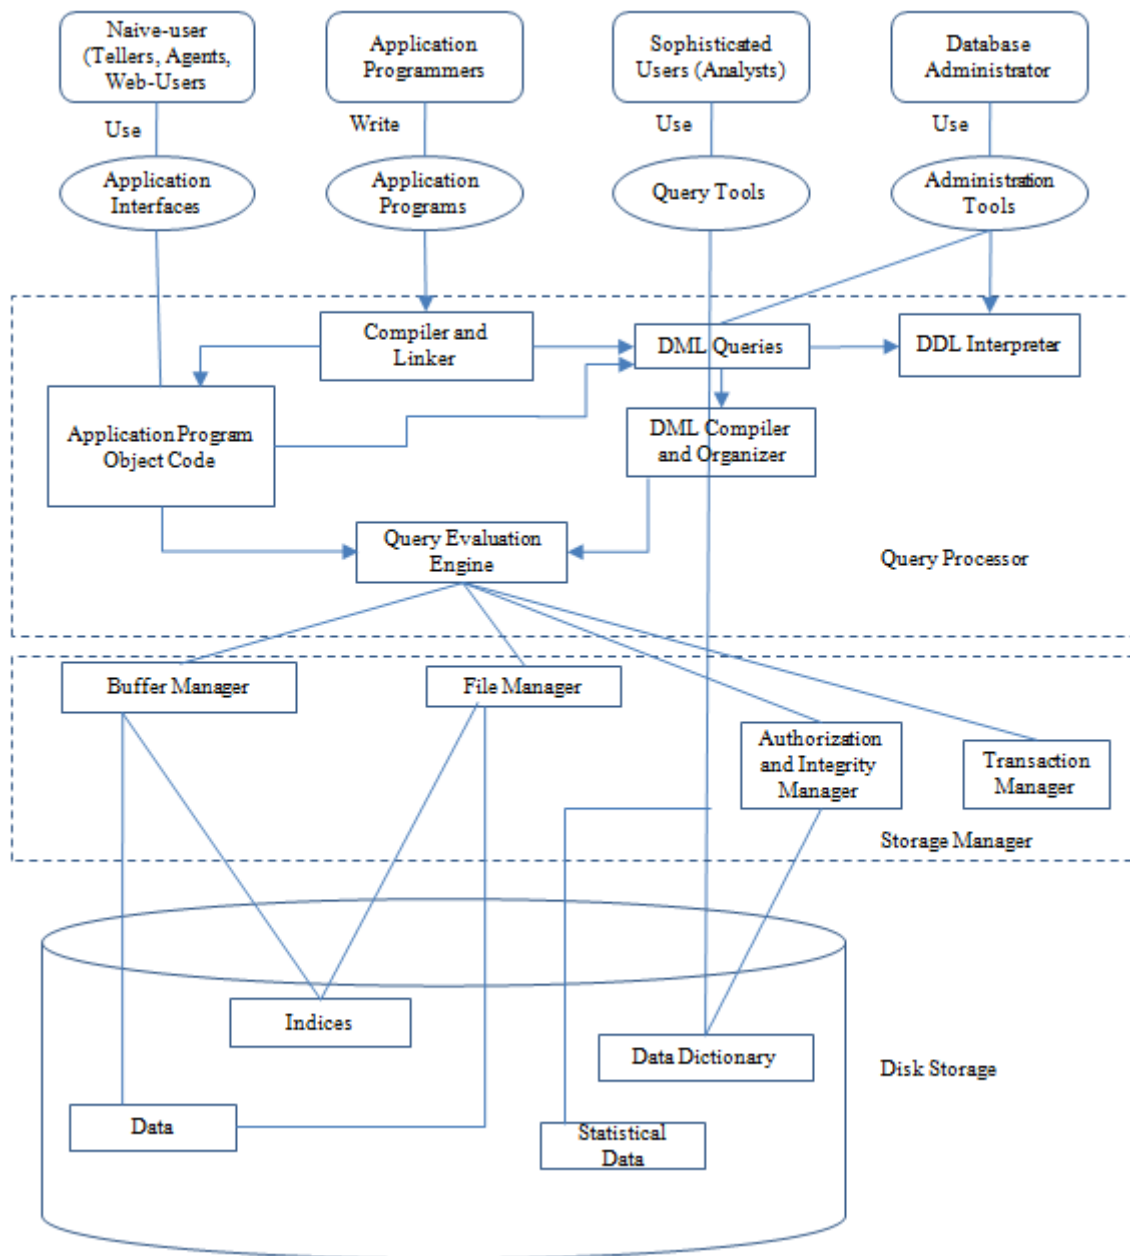 Naive-user
(Tellers, Agents,
Web-Users
Application
Programmers
Sophisticated
Users (Analysts)
Database
Administrator
Use
Write
Use
Use
Application
Interfaces
Application
Programs
Query Tools
Administration
Tools
Compiler and
Linker
DML Queries
DDL Interpreter
Application Program
Object Code
DML Compiler
and Organizer
Query Evaluation
Engine
Query Processor
Buffer Manager
File Manager
Authorization
and Integrity
Manager
Transaction
Manager
Storage Manager
Indices
Data Dictionary
Disk Storage
Data
Statistical
Data